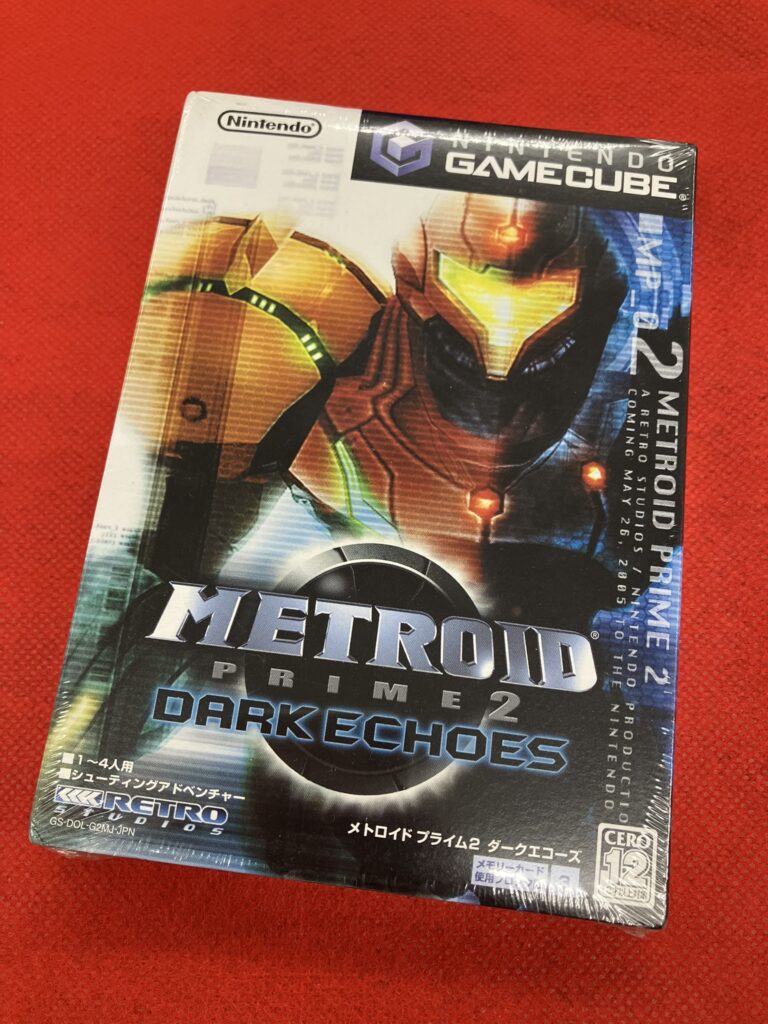 Nintendo
NINTENDO
GAMECUBE®
MP_02 METROID PRIME 2
A RETRO STUDIOS / NINTENDO PRODUCTIO
COMING MAY 26, 2005 TO THE NINTENDO
METROID®
PRIME 2
DARK ECHOES
■1〜4人用
■シューティングアドベンチャー
RETRO
STUDIOS
GS-DOL-G2MJ-JPN
メトロイド プライム2 ダークエコーズ
メモリーカード
3
CERO
12